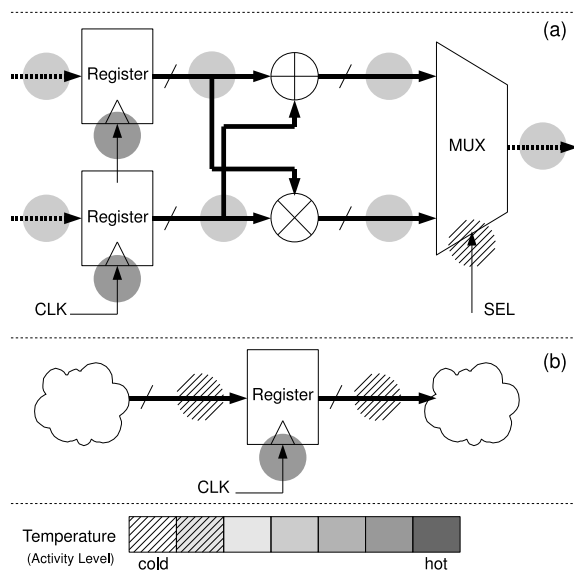 (a)
Register
MUX
Register
CLK
SEL
(b)
Register
CLK
Temperature
(Activity Level)
cold
hot